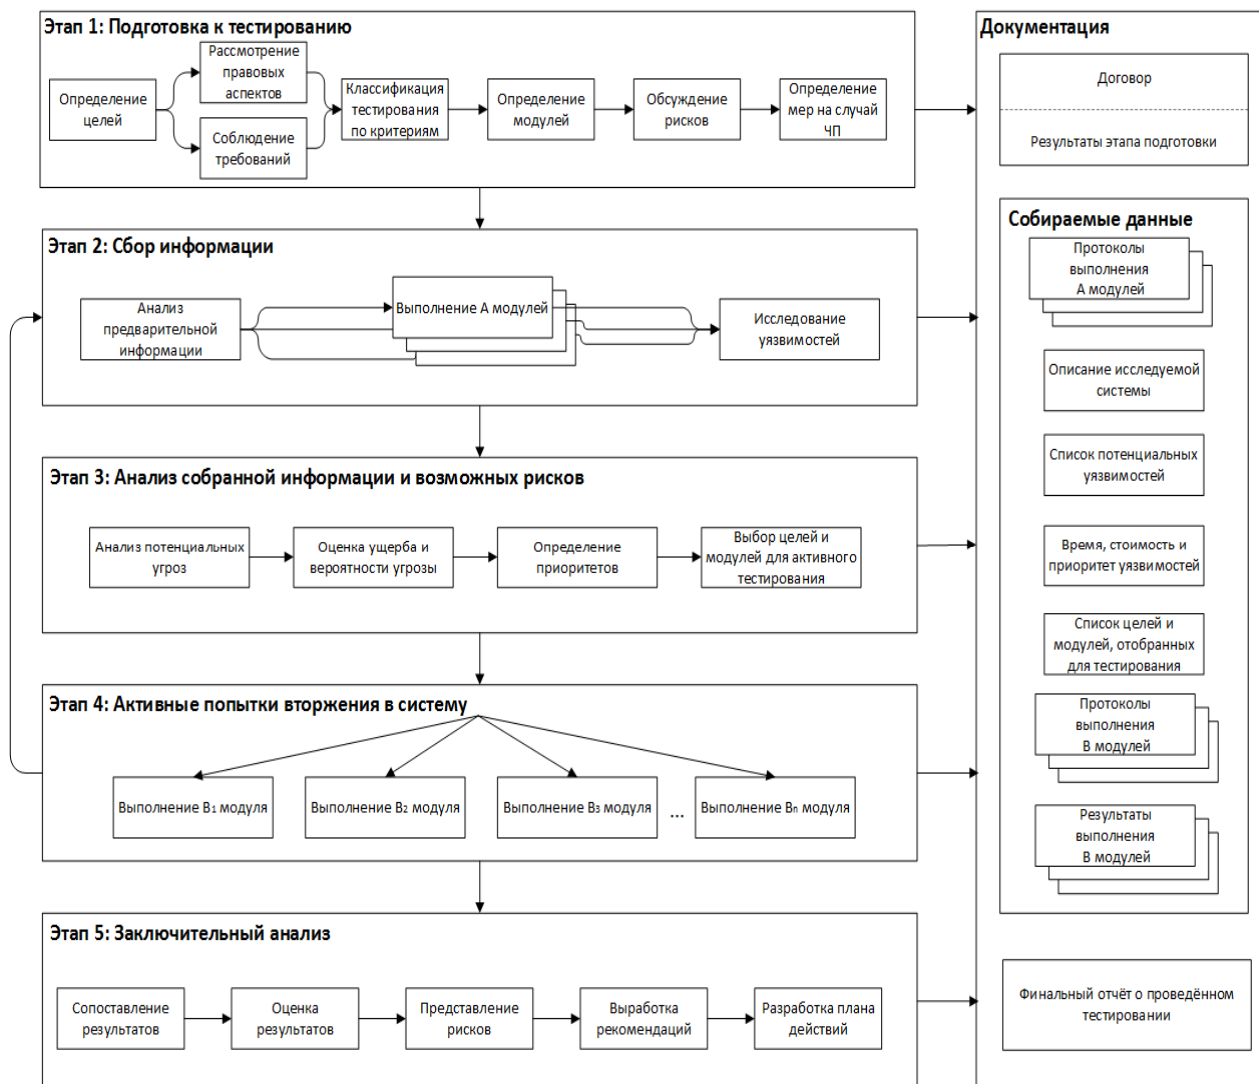 Этап 1: Подготовка к тестированию
Определение
целей
Рассмотрение
правовых
аспектов
Соблюдение
требований
Классификация
тестирования
по критериям
Определение
модулей
Обсуждение
рисков
Определение
мер на случай
ЧП
Этап 2: Сбор информации
Анализ
предварительной
информации
Выполнение А модулей
Исследование
уязвимостей
Этап 3: Анализ собранной информации и возможных рисков
Анализ потенциальных
угроз
Оценка ущерба и
вероятности угрозы
Определение
приоритетов
Выбор целей и
модулей для активного
тестирования
Этап 4: Активные попытки вторжения в систему
Выполнение В₁ модуля
Выполнение В₂ модуля
Выполнение В₃ модуля
...
Выполнение Вn модуля
Этап 5: Заключительный анализ
Сопоставление
результатов
Оценка
результатов
Представление
рисков
Выработка
рекомендаций
Разработка плана
действий
Документация
Договор
Результаты этапа подготовки
Собираемые данные
Протоколы
выполнения
А модулей
Описание исследуемой
системы
Список потенциальных
уязвимостей
Время, стоимость и
приоритет уязвимостей
Список целей и
модулей, отобранных
для тестирования
Протоколы
выполнения
В модулей
Результаты
выполнения
В модулей
Финальный отчёт о проведённом
тестировании